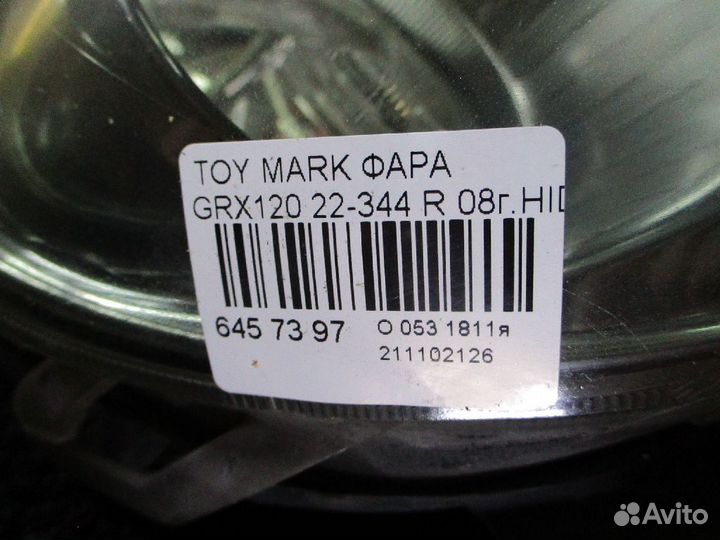 TOY MARK ФАРА
GRX120 22-344 R 08г.HID
645 73 97
О 053 1811я
211102126
Avito